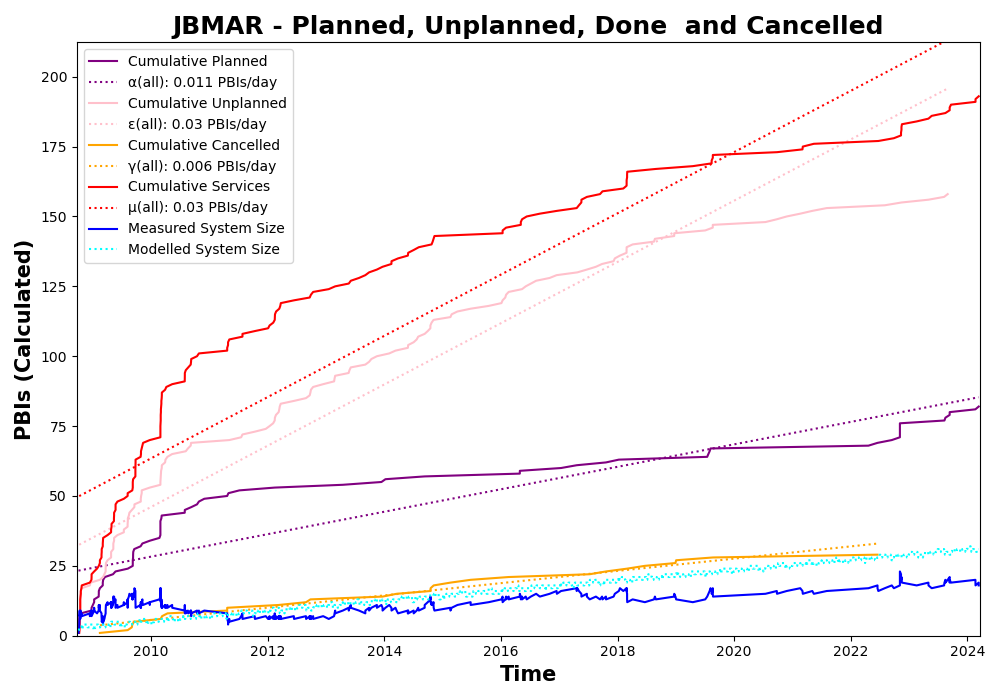 JBMAR - Planned, Unplanned, Done  and Cancelled
Cumulative Planned
α(all): 0.011 PBIs/day
Cumulative Unplanned
ε(all): 0.03 PBIs/day
Cumulative Cancelled
γ(all): 0.006 PBIs/day
Cumulative Services
μ(all): 0.03 PBIs/day
Measured System Size
Modelled System Size
PBIs (Calculated)
200
175
150
125
100
75
50
25
0
2010 2012 2014 2016 2018 2020 2022 2024
Time